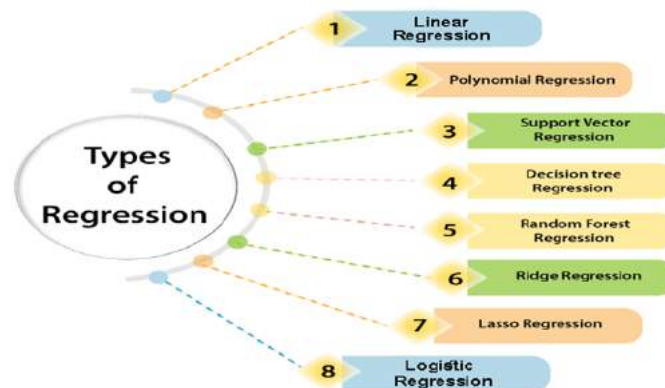 Types
of
Regression
1
Linear
Regression
2
Polynomial Regression
3
Support Vector
Regression
4
Decision tree
Regression
5
Random Forest
Regression
6
Ridge Regression
7
Lasso Regression
8
Logistic
Regression